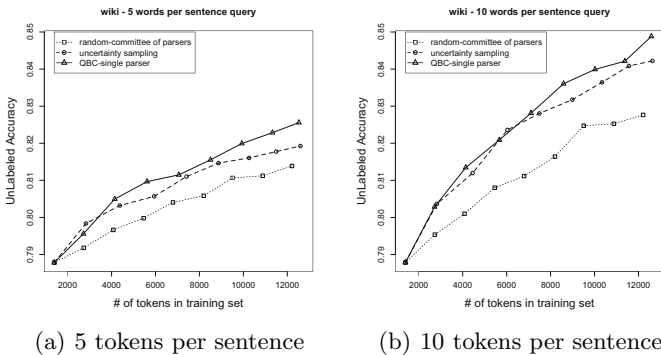 wiki - 5 words per sentence query
random-committee of parsers
uncertainty sampling
QBC-single parser
UnLabeled Accuracy
0.85
0.84
0.83
0.82
0.81
0.80
0.79
2000 4000 6000 8000 10000 12000
# of tokens in training set
(a) 5 tokens per sentence
wiki - 10 words per sentence query
random-committee of parsers
uncertainty sampling
QBC-single parser
UnLabeled Accuracy
0.85
0.84
0.83
0.82
0.81
0.80
0.79
2000 4000 6000 8000 10000 12000
# of tokens in training set
(b) 10 tokens per sentence